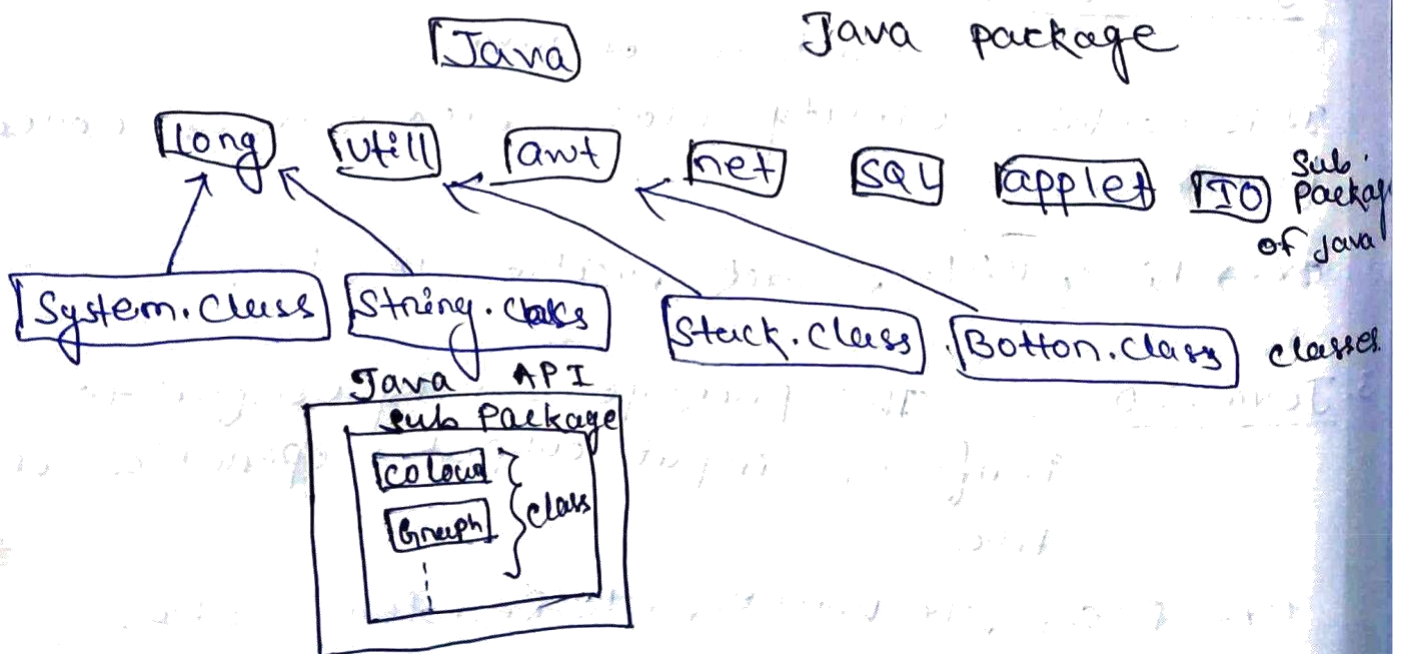 Java Java package
long utill awt net SQL applet IO Sub
Package
of java
System.Class String.class Stack.Class Botton.class classes
Java API
sub Package
colour
Graph class